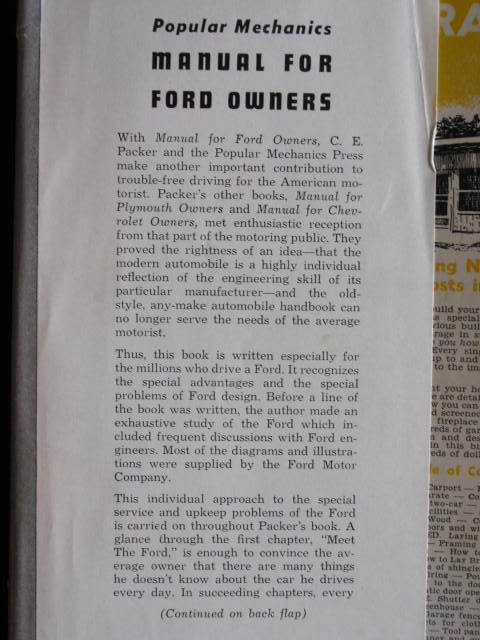 Popular Mechanics
MANUAL FOR
FORD OWNERS
With Manual for Ford Owners, C. E.
Packer and the Popular Mechanics Press
make another important contribution to
trouble-free driving for the American mo-
torist. Packer's other books, Manual for
Plymouth Owners and Manual for Chev-
rolet Owners, met enthusiastic reception
from that part of the motoring public. They
proved the rightness of an idea—that the
modern automobile is a highly individual
reflection of the engineering skill of its
particular manufacturer—and the old-
style, any-make automobile handbook can
no longer serve the needs of the average
motorist.
Thus, this book is written especially for
the millions who drive a Ford. It recognizes
the special advantages and the special
problems of Ford design. Before a line of
the book was written, the author made an
exhaustive study of the Ford which in-
cluded frequent discussions with Ford en-
gineers. Most of the diagrams and illustra-
tions were supplied by the Ford Motor
Company.
This individual approach to the special
service and upkeep problems of the Ford
is carried on throughout Packer's book. A
glance through the first chapter, "Meet
The Ford," is enough to convince the av-
erage owner that there are many things
he doesn't know about the car he drives
every day. In succeeding chapters, every
(Continued on back flap)